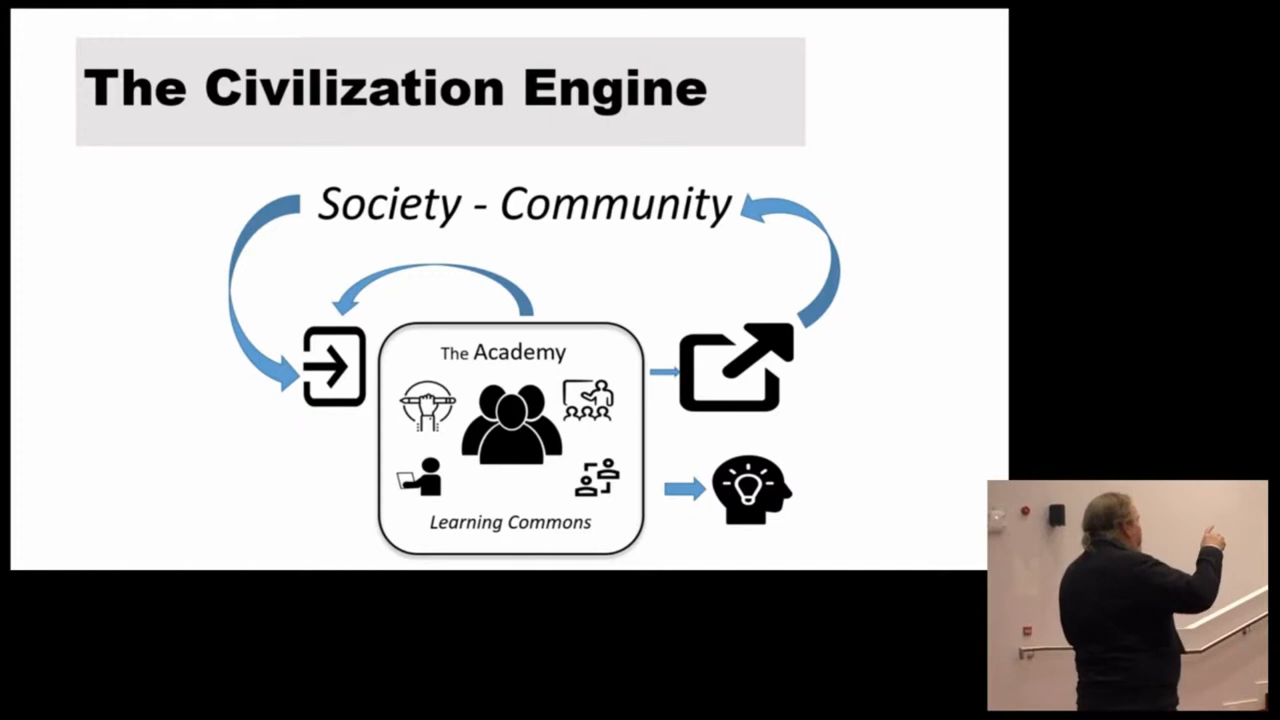 The Civilization Engine
Society - Community
The Academy
Learning Commons